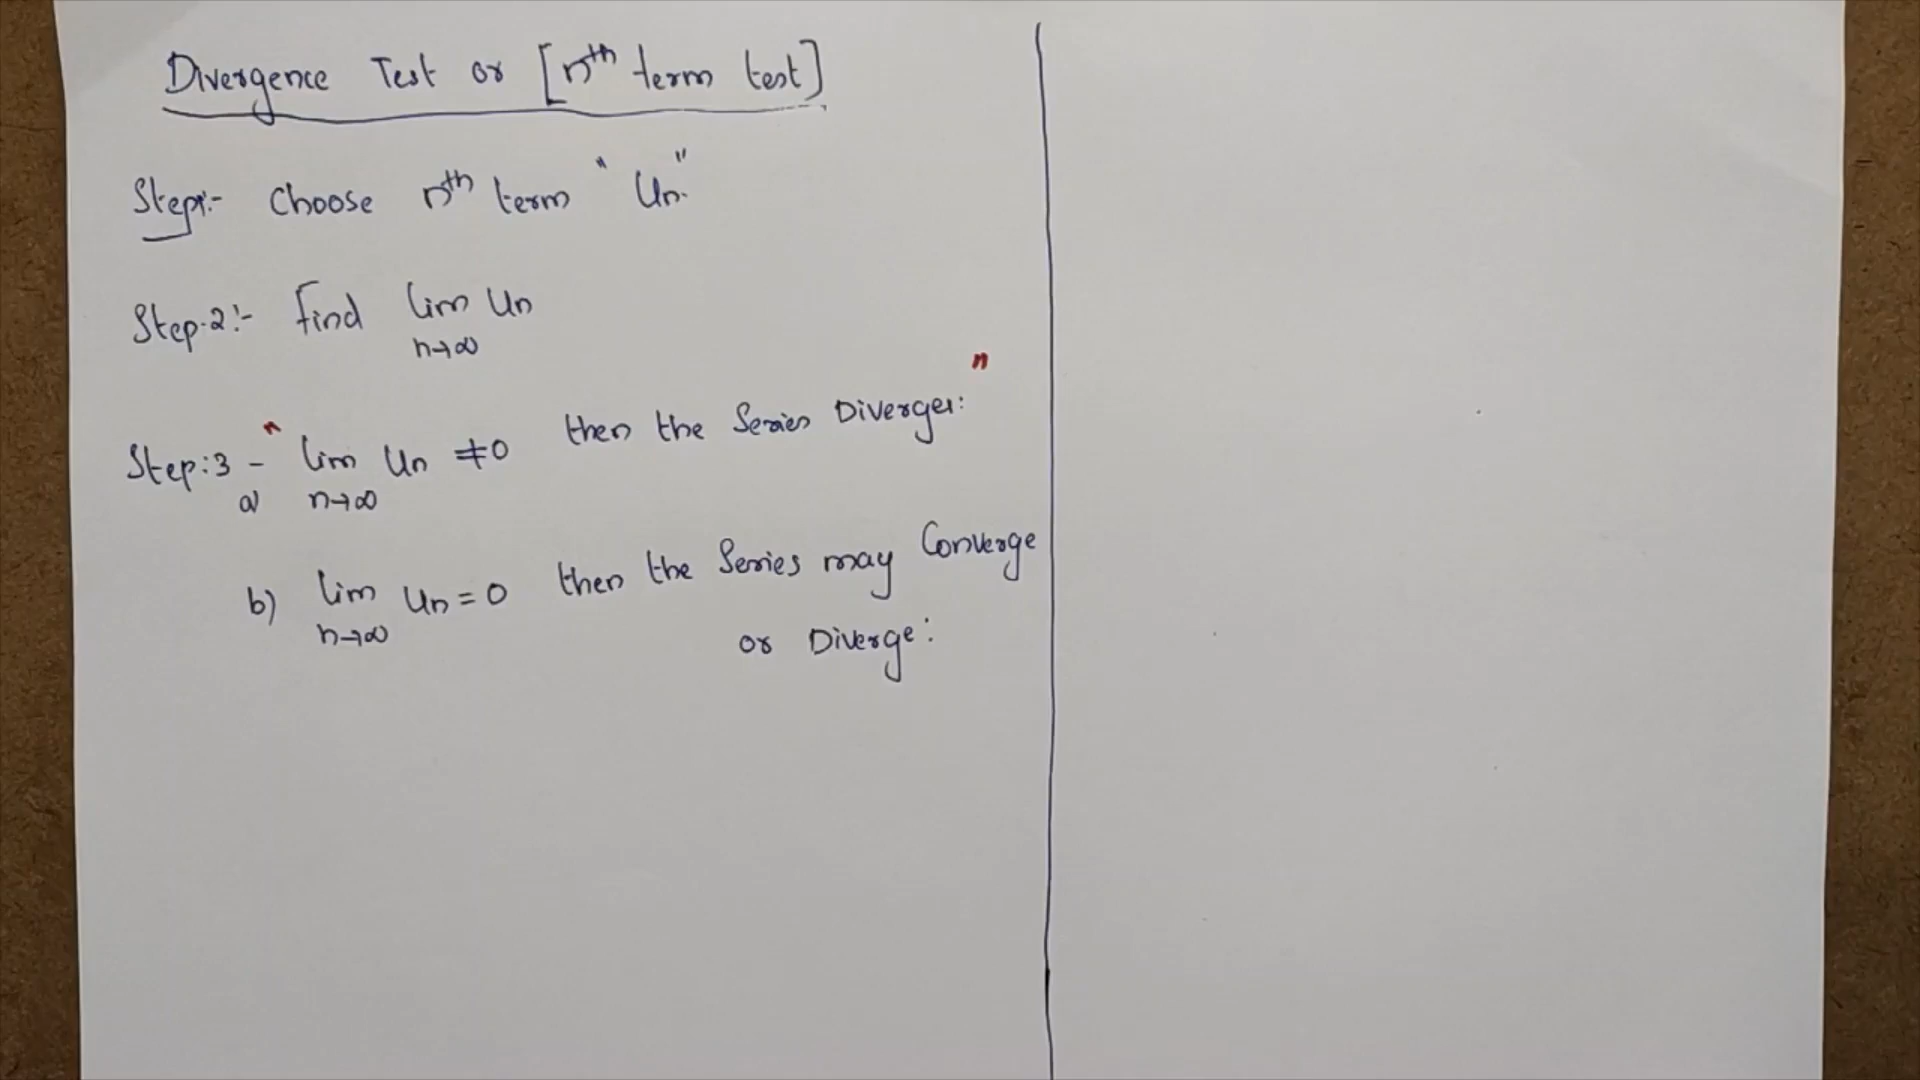 Divergence Test or [nth term test]
Step1:- Choose nth term "Un."
Step.2:- Find lim Un
n→∞
Step:3 - "lim Un ≠0 then the Series Diverges:"
a) n→∞
b) lim Un = 0 then the Series may Converge
n→∞
or Diverge: